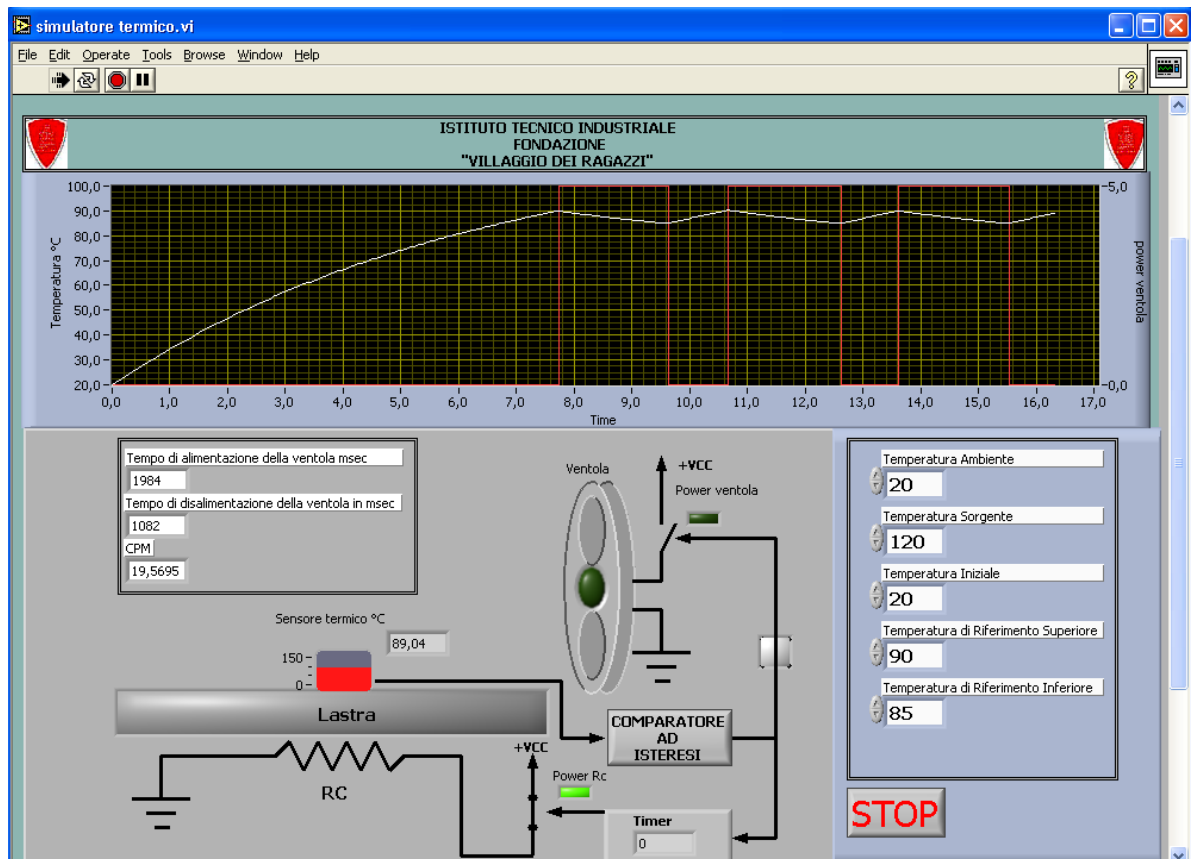 simulatore termico.vi
File Edit Operate Tools Browse Window Help
?
ISTITUTO TECNICO INDUSTRIALE
FONDAZIONE
"VILLAGGIO DEI RAGAZZI"
100,0
90,0
80,0
70,0
60,0
50,0
40,0
30,0
20,0
Temperatura °C
5,0
0,0
power ventola
0,0 1,0 2,0 3,0 4,0 5,0 6,0 7,0 8,0 9,0 10,0 11,0 12,0 13,0 14,0 15,0 16,0 17,0
Time
Tempo di alimentazione della ventola msec
1984
Tempo di disalimentazione della ventola in msec
1082
CPM
19,5695
Sensore termico °C
89,04
150
0
Lastra
RC
Ventola
+VCC
Power ventola
COMPARATORE
AD
ISTERESI
+VCC
Power Rc
Timer
0
Temperatura Ambiente
20
Temperatura Sorgente
120
Temperatura Iniziale
20
Temperatura di Riferimento Superiore
90
Temperatura di Riferimento Inferiore
85
STOP